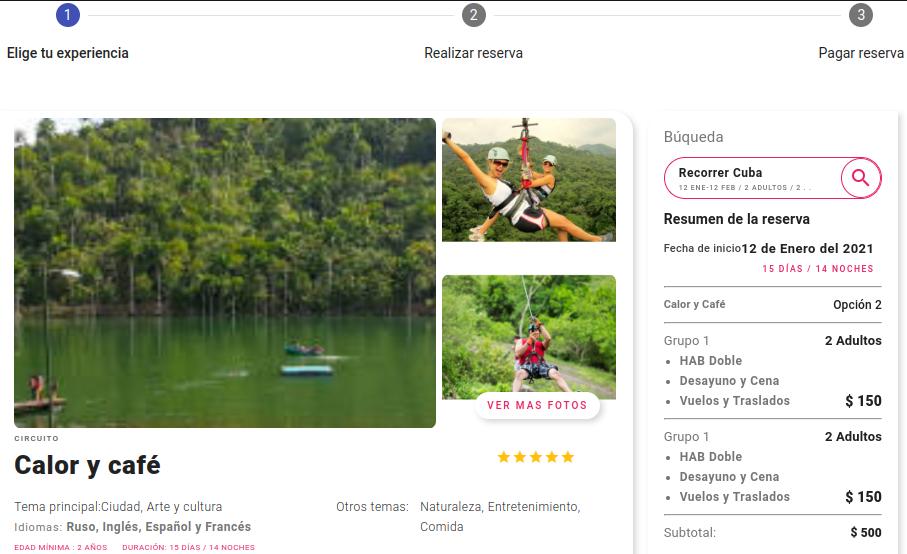 1
2
3
Elige tu experiencia
Realizar reserva
Pagar reserva
VER MAS FOTOS
CIRCUITO
Calor y café
Tema principal:Ciudad, Arte y cultura
Idiomas: Ruso, Inglés, Español y Francés
EDAD MÍNIMA : 2 AÑOS DURACIÓN: 15 DÍAS / 14 NOCHES
Otros temas: Naturaleza, Entretenimiento,
Comida
Búqueda
Recorrer Cuba
12 ENE-12 FEB / 2 ADULTOS / 2 . .
Resumen de la reserva
Fecha de inicio12 de Enero del 2021
15 DÍAS / 14 NOCHES
Calor y Café Opción 2
Grupo 1 2 Adultos
HAB Doble
Desayuno y Cena
Vuelos y Traslados $ 150
Grupo 1 2 Adultos
HAB Doble
Desayuno y Cena
Vuelos y Traslados $ 150
Subtotal: $ 500